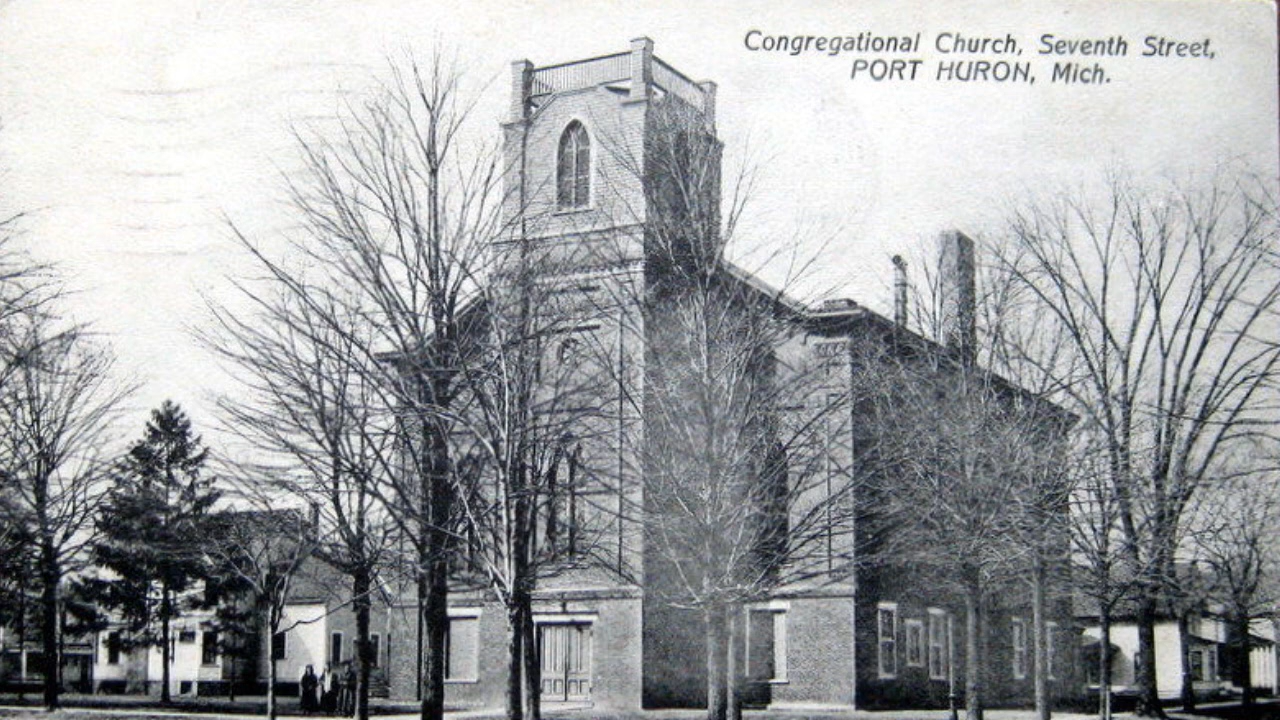 Congregational Church, Seventh Street,
PORT HURON, Mich.